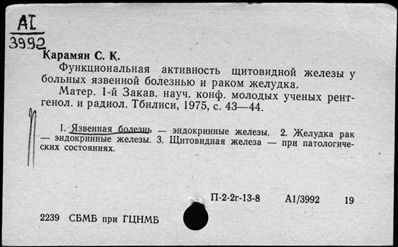 AI
3992
Карамян С. К.
Функциональная активность щитовидной железы у
больных язвенной болезнью и раком желудка.
Матер. 1-й Закав. науч. конф. молодых ученых рент-
генол. и радиол. Тбилиси, 1975, с. 43—44.
1. Язвенная болезнь — эндокринные железы. 2. Желудка рак
— эндокринные железы. 3. Щитовидная железа — при патологиче-
ских состояниях.
П-2-2г-13-8 А1/3992 19
2239 СБМБ при ГЦНМБ